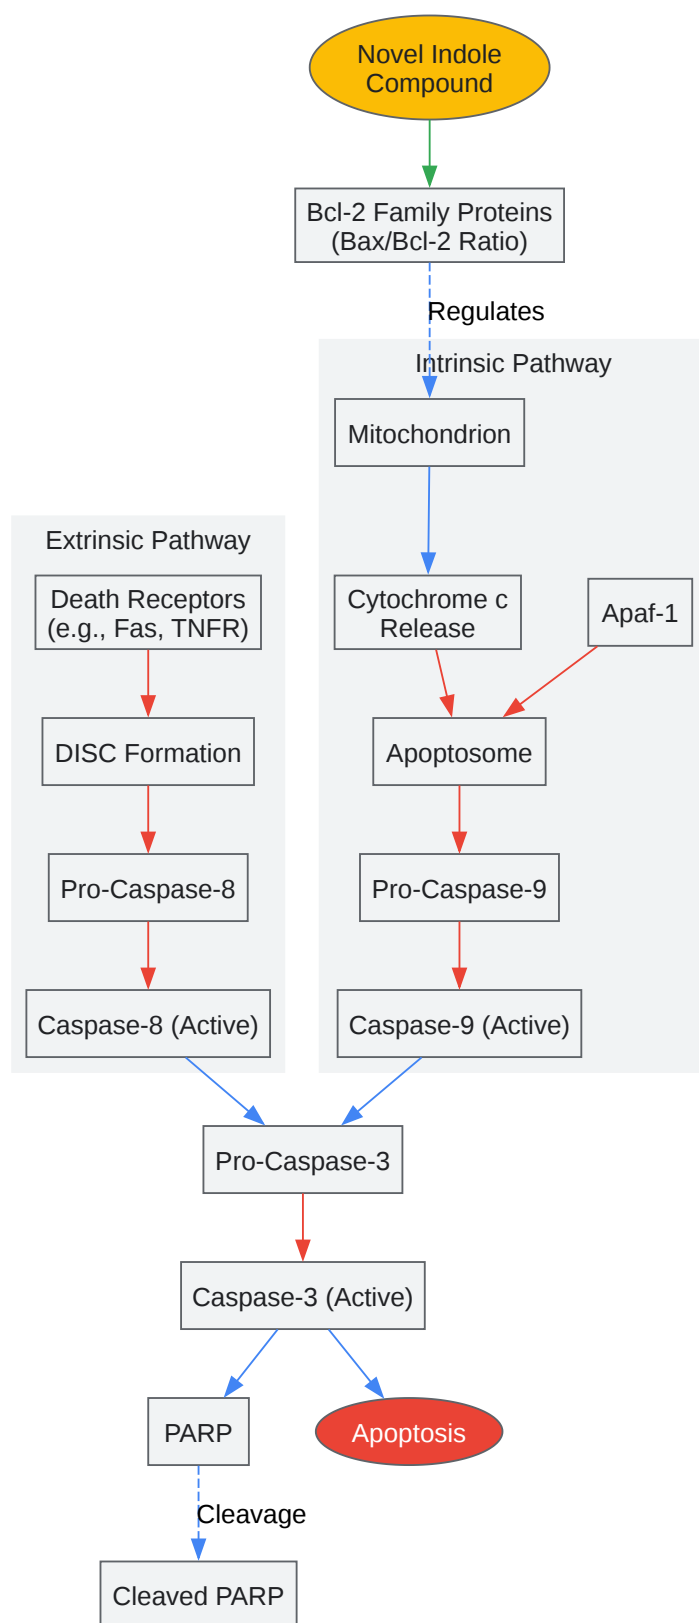 Novel Indole
Compound
Bcl-2 Family Proteins
(Bax/Bcl-2 Ratio)
Regulates
Intrinsic Pathway
Mitochondrion
Extrinsic Pathway
Death Receptors
(e.g., Fas, TNFR)
Cytochrome c
Release
Apaf-1
DISC Formation
Apoptosome
Pro-Caspase-8
Pro-Caspase-9
Caspase-8 (Active)
Caspase-9 (Active)
Pro-Caspase-3
Caspase-3 (Active)
PARP
Apoptosis
Cleavage
Cleaved PARP